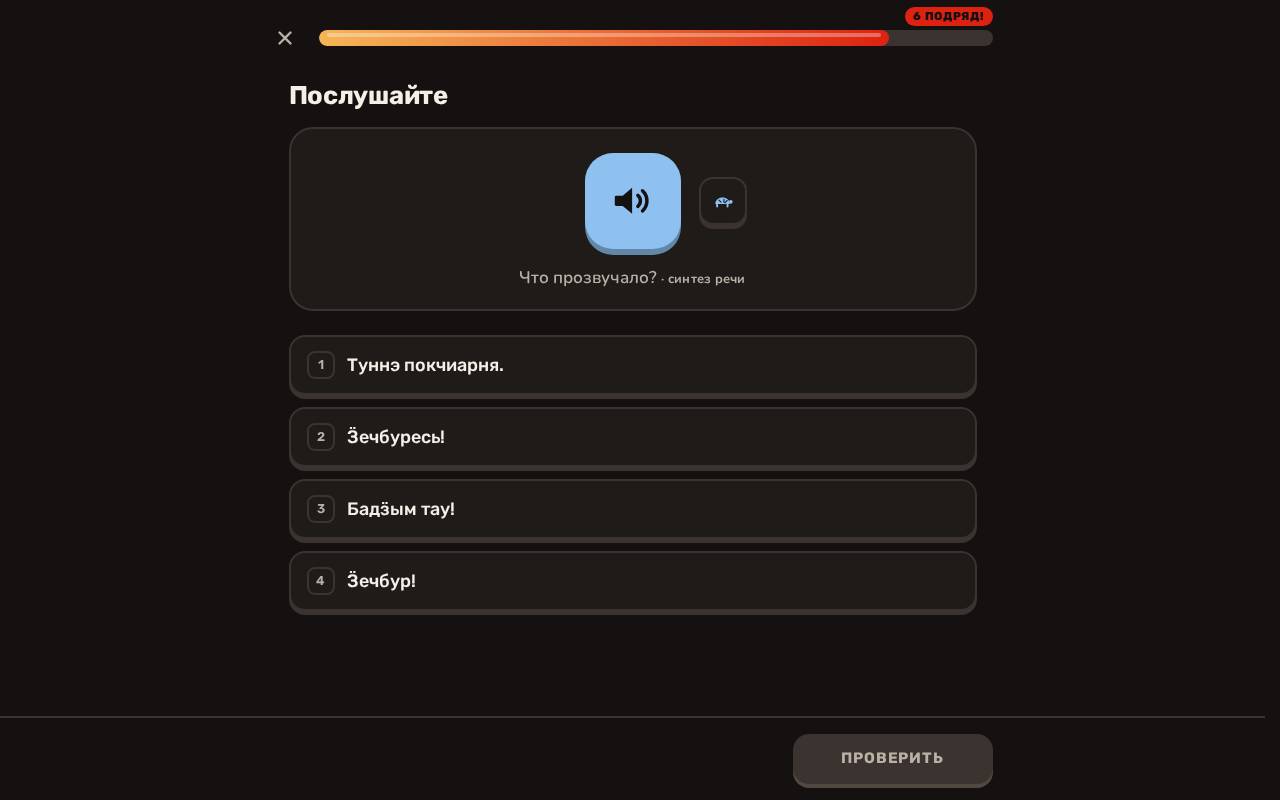 6 ПОДРЯД!
Послушайте
Что прозвучало? · синтез речи
1 Туннэ покчиарня.
2 Ӟечбуресь!
3 Бадӟым тау!
4 Ӟечбур!
ПРОВЕРИТЬ